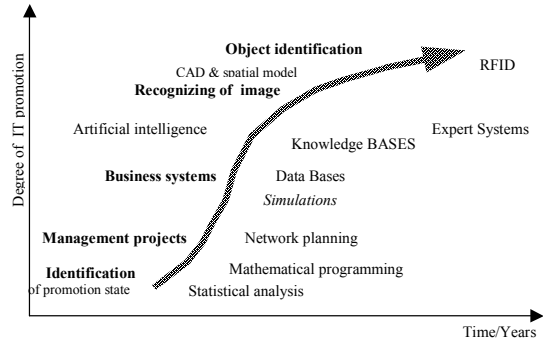 Object identification
RFID
CAD & spatial model
Recognizing of image
Artificial intelligence
Expert Systems
Knowledge BASES
Business systems
Data Bases
Simulations
Management projects
Network planning
Identification
Mathematical programming
of promotion state
Statistical analysis
Degree of IT promotion
Time/Years